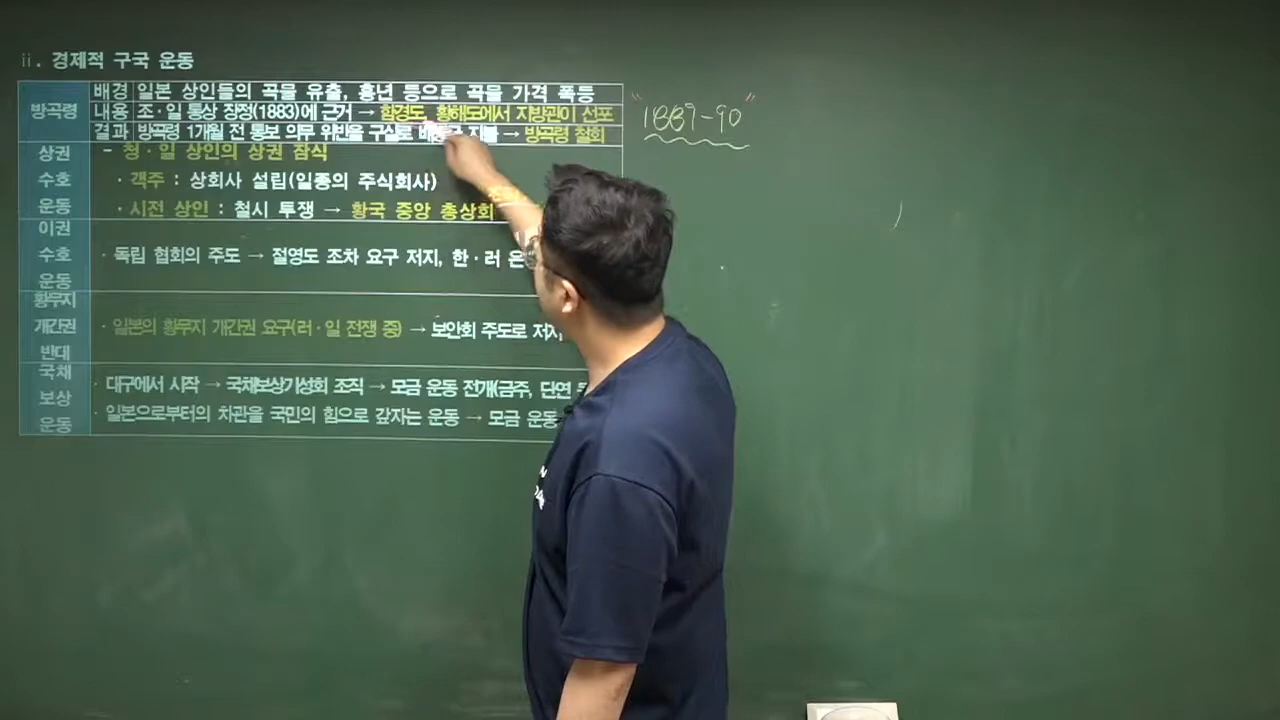 ⅱ. 경제적 구국 운동
방곡령
배경 일본 상인들의 곡물 유출, 흉년 등으로 곡물 가격 폭등
내용 조·일 통상 장정(1883)에 근거 → 함경도, 황해도에서 지방관이 선포
결과 방곡령 1개월 전 통보 의무 위반을 구실로 배상금 지불 → 방곡령 철회
"1889-90"
상권
수호
운동
- 청·일 상인의 상권 잠식
· 객주 : 상회사 설립(일종의 주식회사)
· 시전 상인 : 철시 투쟁 → 황국 중앙 총상회
이권
수호
운동
· 독립 협회의 주도 → 절영도 조차 요구 저지, 한·러 은
황무지
개간권
반대
· 일본의 황무지 개간권 요구(러·일 전쟁 중) → 보안회 주도로 저지
국채
보상
운동
· 대구에서 시작 → 국채보상기성회 조직 → 모금 운동 전개(금주, 단연
· 일본으로부터의 차관을 국민의 힘으로 갚자는 운동 → 모금 운동